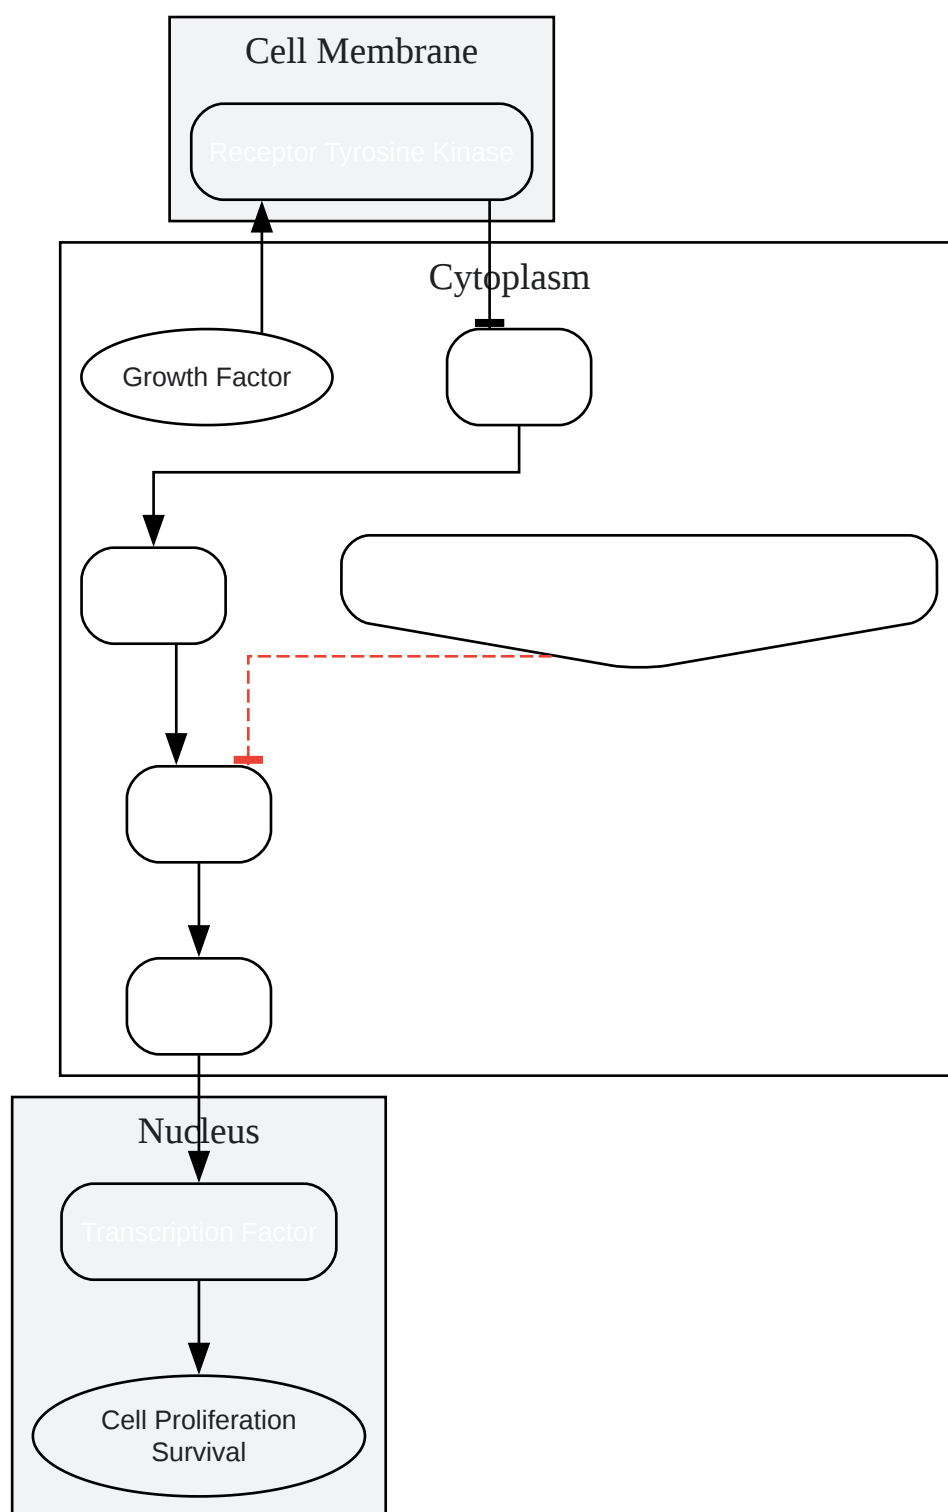 Cell Membrane
Receptor Tyrosine Kinase
Cytoplasm
Growth Factor
Nucleus
Transcription Factor
Cell Proliferation
Survival